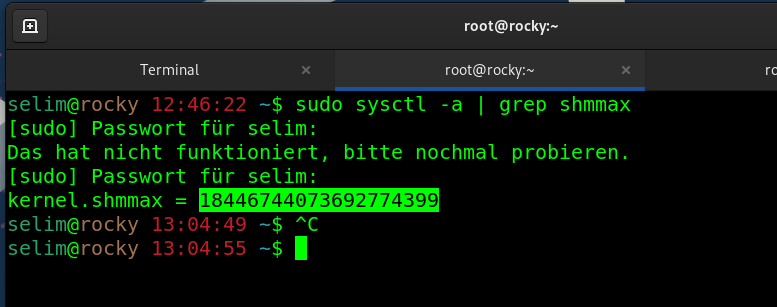 root@rocky:~
Terminal × root@rocky:~ × ro
selim@rocky 12:46:22 ~$ sudo sysctl -a | grep shmmax
[sudo] Passwort für selim:
Das hat nicht funktioniert, bitte nochmal probieren.
[sudo] Passwort für selim:
kernel.shmmax = 18446744073692774399
selim@rocky 13:04:49 ~$ ^C
selim@rocky 13:04:55 ~$